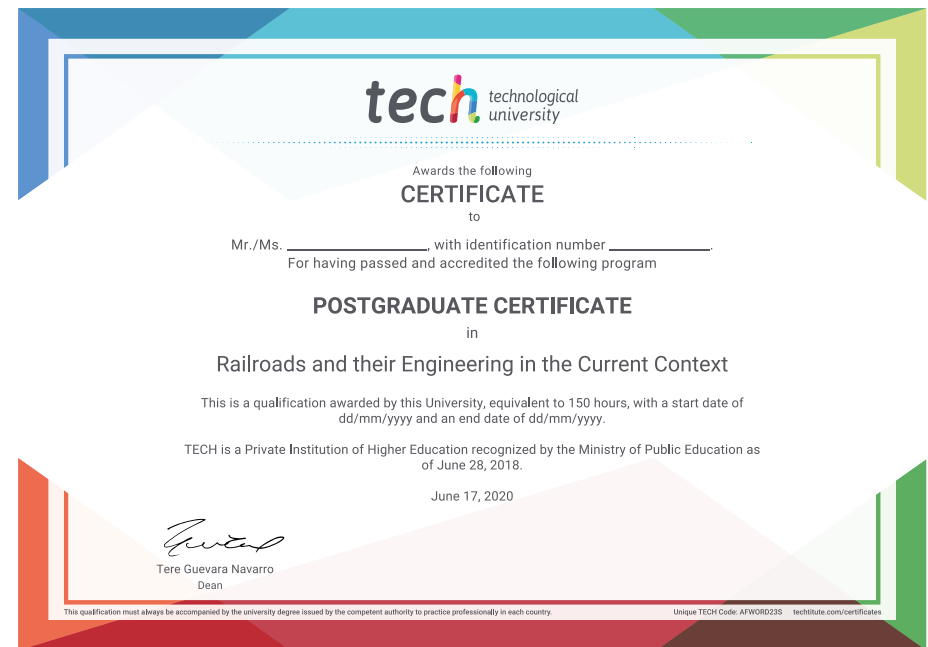 tech technological
university
Awards the following
CERTIFICATE
to
Mr./Ms. ____________, with identification number ____________.
For having passed and accredited the following program
POSTGRADUATE CERTIFICATE
in
Railroads and their Engineering in the Current Context
This is a qualification awarded by this University, equivalent to 150 hours, with a start date of
dd/mm/yyyy and an end date of dd/mm/yyyy.
TECH is a Private Institution of Higher Education recognized by the Ministry of Public Education as
of June 28, 2018.
June 17, 2020
Tere Guevara Navarro
Dean
This qualification must always be accompanied by the university degree issued by the competent authority to practice professionally in each country.
Unique TECH Code: AFWORD23S techtitute.com/certificates